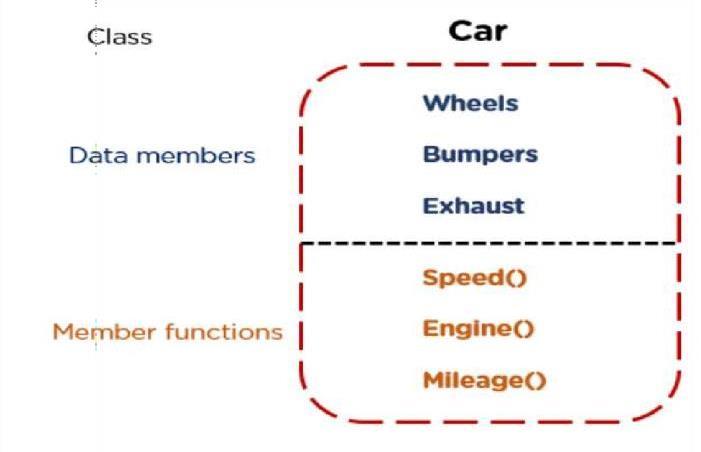 Class
Car
Wheels
Data members
Bumpers
Exhaust
Speed()
Member functions
Engine()
Mileage()